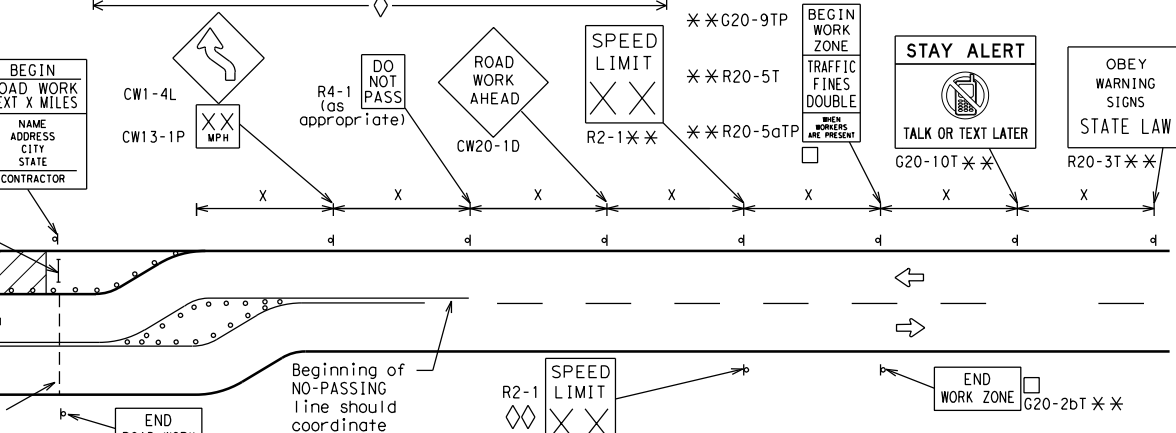 BEGIN
ROAD WORK
NEXT X MILES
NAME
ADDRESS
CITY
STATE
CONTRACTOR
CW1-4L
CW13-1P
XX
MPH
R4-1
(as
appropriate)
DO
NOT
PASS
ROAD
WORK
AHEAD
CW20-1D
SPEED
LIMIT
XX
R2-1**
**G20-9TP
**R20-5T
**R20-5aTP
BEGIN
WORK
ZONE
TRAFFIC
FINES
DOUBLE
WHEN
WORKERS
ARE PRESENT
STAY ALERT
TALK OR TEXT LATER
G20-10T**
OBEY
WARNING
SIGNS
STATE LAW
R20-3T**
X X X X X X X
Beginning of
NO-PASSING
line should
coordinate
R2-1
SPEED
LIMIT
XX
END
WORK ZONE
G20-2bT**
END
ROAD WORK